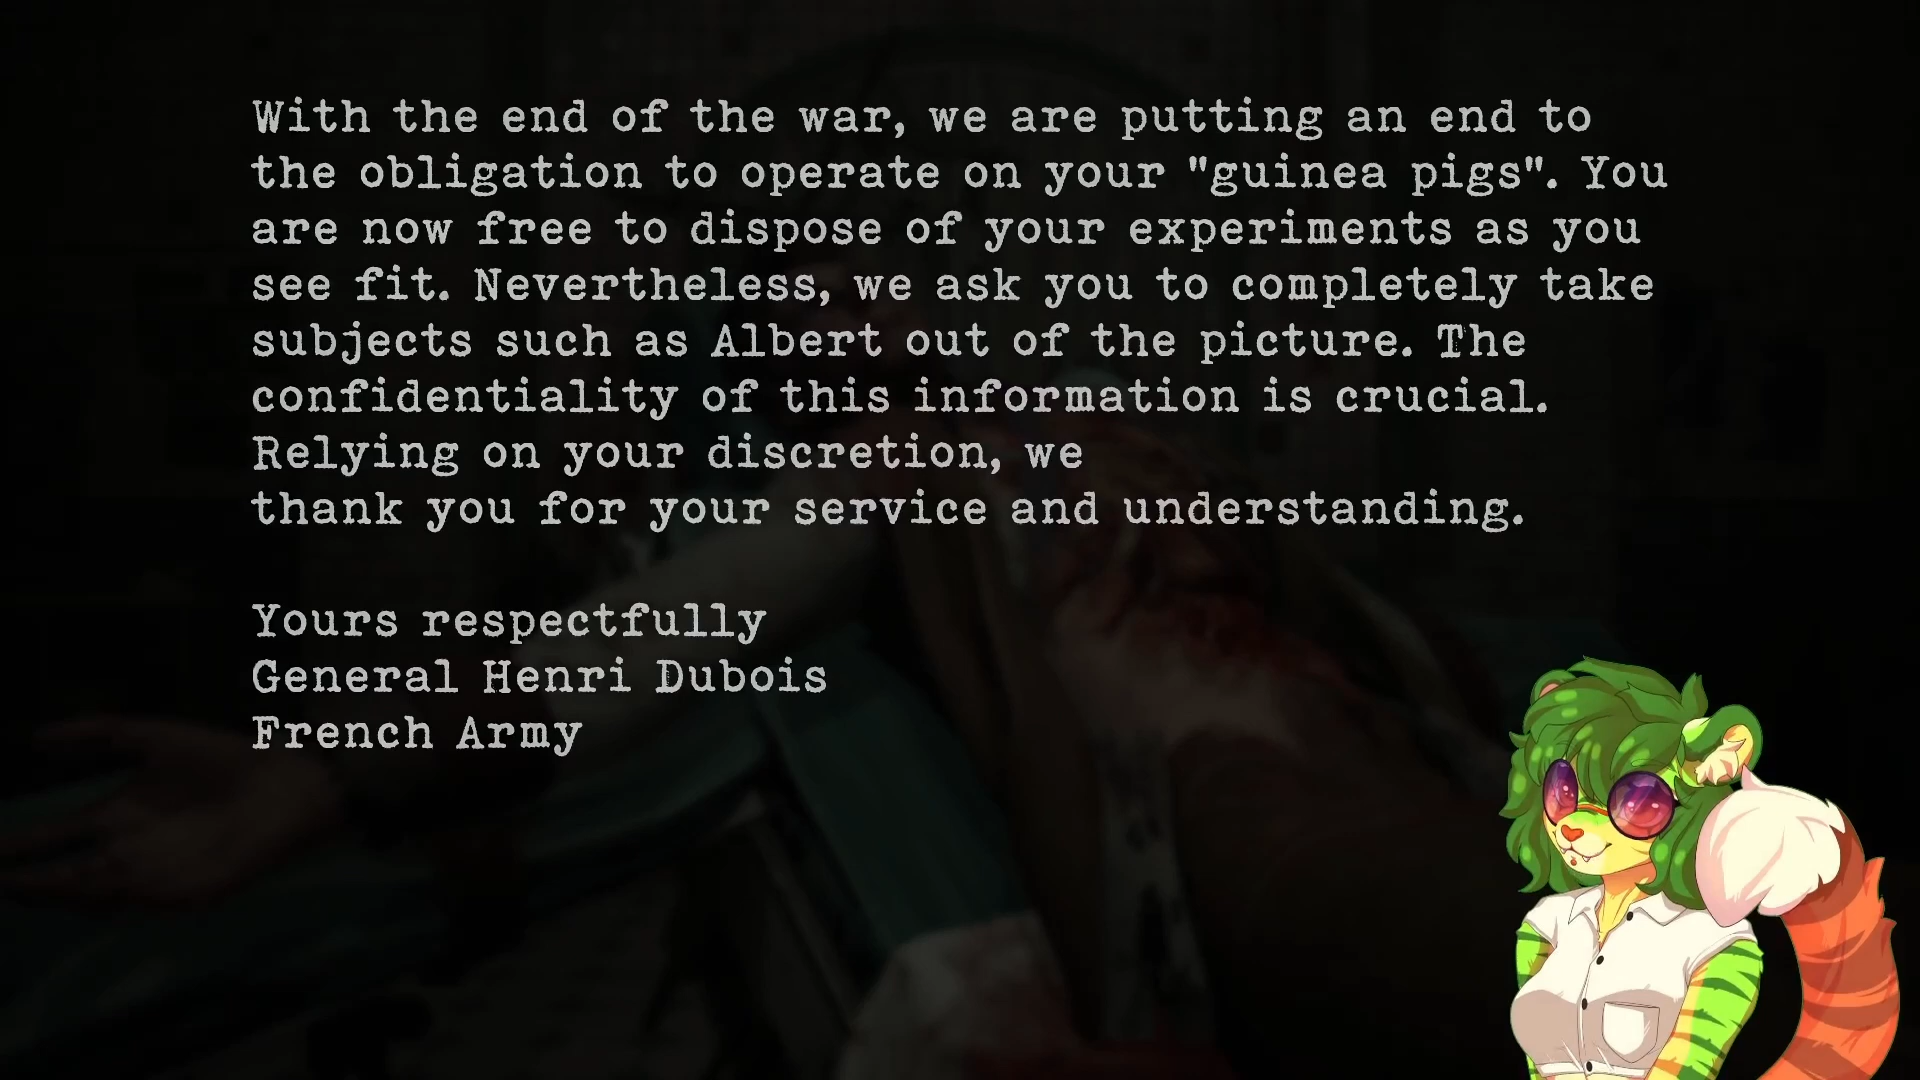 With the end of the war, we are putting an end to
the obligation to operate on your "guinea pigs". You
are now free to dispose of your experiments as you
see fit. Nevertheless, we ask you to completely take
subjects such as Albert out of the picture. The
confidentiality of this information is crucial.
Relying on your discretion, we
thank you for your service and understanding.
Yours respectfully
General Henri Dubois
French Army